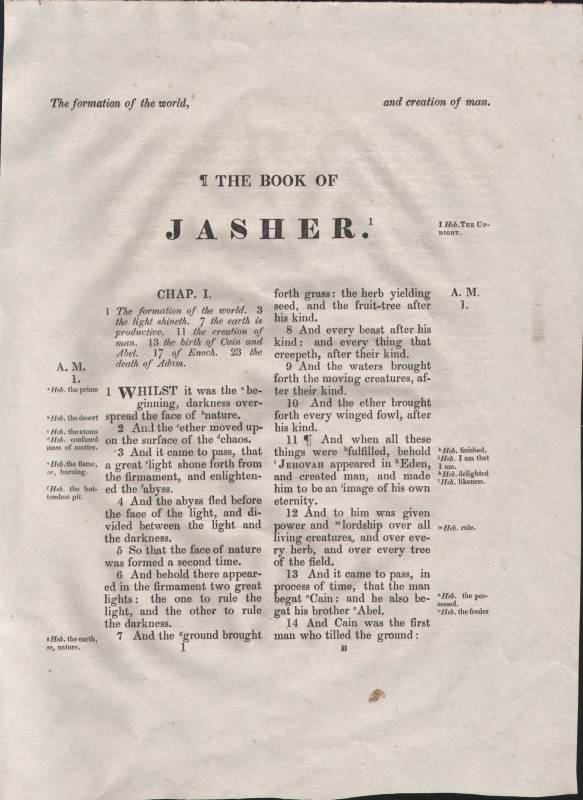 The formation of the world,
and creation of man.
¶ THE BOOK OF
JASHER.¹
1 Heb. THE UP-
RIGHT.
CHAP. I.
1 The formation of the world. 3
the light shineth. 7 the earth is
productive. 11 the creation of
man. 13 the birth of Cain and
Abel. 17 of Enoch. 23 the
death of Adam.
A. M.
1.
a Heb. the prime
b Heb. the desert
c Heb. the atoms
d Heb. confused
mass of matter.
e Heb. the flame,
or, burning.
f Heb. the bot-
tomless pit.
g Heb. the earth,
or, nature.
1 WHILST it was the ᵃbe-
ginning, darkness over-
spread the face of ᵇnature.
2 And the ᶜether moved up-
on the surface of the ᵈchaos.
3 And it came to pass, that
a great ᵉlight shone forth from
the firmament, and enlighten-
ed the ᶠabyss.
4 And the abyss fled before
the face of the light, and di-
vided between the light and
the darkness.
5 So that the face of nature
was formed a second time.
6 And behold there appear-
ed in the firmament two great
lights: the one to rule the
light, and the other to rule
the darkness.
7 And the ᵍground brought
1
forth grass: the herb yielding
seed, and the fruit-tree after
his kind.
8 And every beast after his
kind: and every thing that
creepeth, after their kind.
9 And the waters brought
forth the moving creatures, af-
ter their kind.
10 And the ether brought
forth every winged fowl, after
his kind.
11 ¶ And when all these
things were ʰfulfilled, behold
ⁱJEHOVAH appeared in ᵏEden,
and created man, and made
him to be an ˡimage of his own
eternity.
12 And to him was given
power and ᵐlordship over all
living creatures, and over eve-
ry herb, and over every tree
of the field.
13 And it came to pass, in
process of time, that the man
begat ⁿCain: and he also be-
gat his brother ᵒAbel.
14 And Cain was the first
man who tilled the ground:
B
A. M.
1.
h Heb. finished.
i Heb. I am that
I am.
k Heb. delighted
l Heb. likeness.
m Heb. rule.
n Heb. the pos-
sessed.
o Heb. the feeder